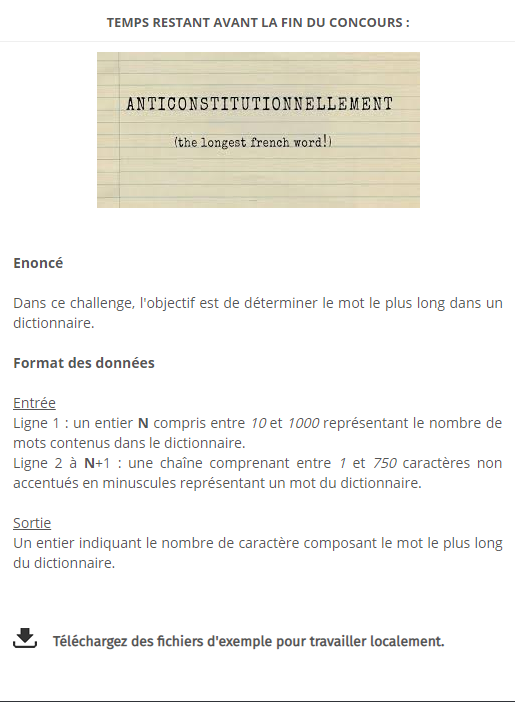 TEMPS RESTANT AVANT LA FIN DU CONCOURS :
ANTICONSTITUTIONNELLEMENT
(the longest french word!)
Enoncé
Dans ce challenge, l'objectif est de déterminer le mot le plus long dans un
dictionnaire.
Format des données
Entrée
Ligne 1 : un entier N compris entre 10 et 1000 représentant le nombre de
mots contenus dans le dictionnaire.
Ligne 2 à N+1 : une chaîne comprenant entre 1 et 750 caractères non
accentués en minuscules représentant un mot du dictionnaire.
Sortie
Un entier indiquant le nombre de caractère composant le mot le plus long
du dictionnaire.
Téléchargez des fichiers d'exemple pour travailler localement.